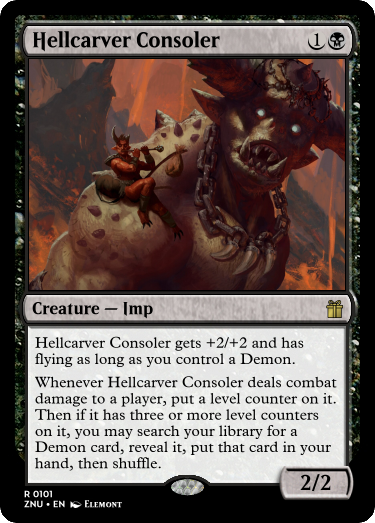 Hellcarver Consoler 1
Creature — Imp
Hellcarver Consoler gets +2/+2 and has
flying as long as you control a Demon.
Whenever Hellcarver Consoler deals combat
damage to a player, put a level counter on it.
Then if it has three or more level counters
on it, you may search your library for a
Demon card, reveal it, put that card in your
hand, then shuffle.
2/2
R 0101
ZNU • EN Elemont